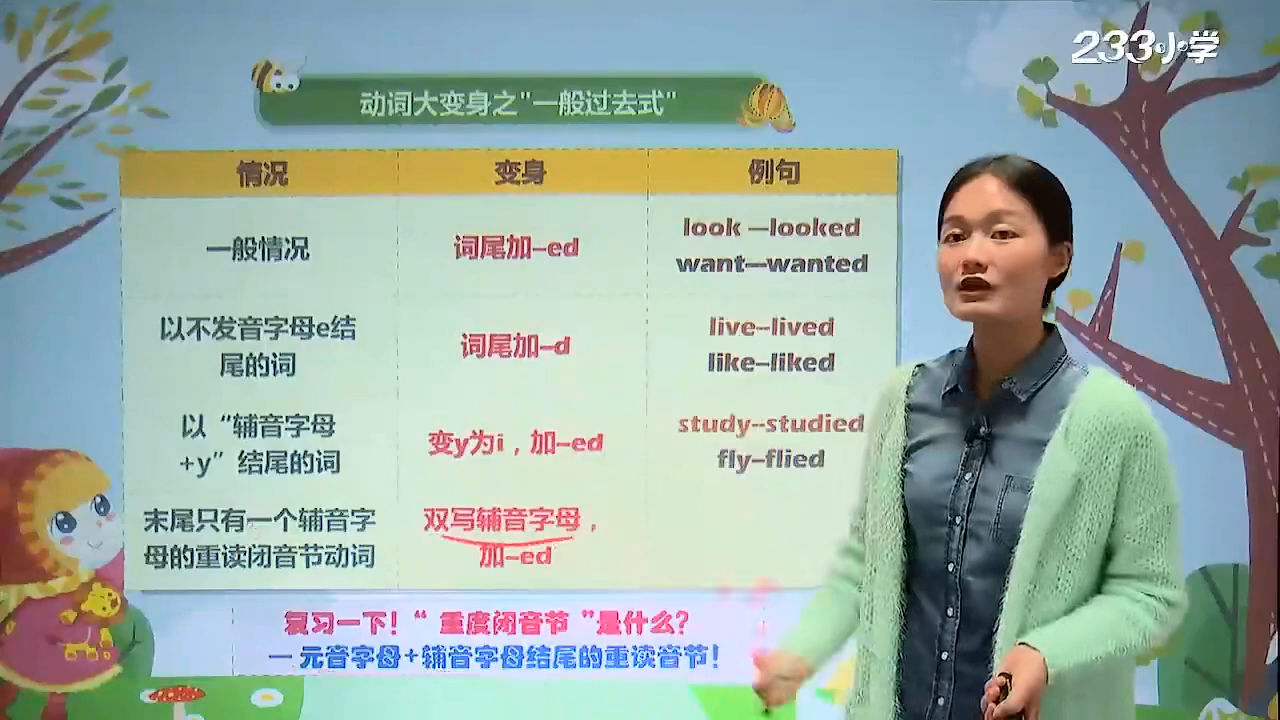 233小学
动词大变身之"一般过去式"
情况 变身 例句
一般情况 词尾加-ed look —looked
want—wanted
以不发音字母e结
尾的词
词尾加-d
live–lived
like–liked
以“辅音字母
+y”结尾的词
变y为i，加-ed
study--studied
fly–flied
末尾只有一个辅音字
母的重读闭音节动词
双写辅音字母，
加-ed
复习一下！“ 重度闭音节 ”是什么？
— 元音字母+辅音字母结尾的重读音节！